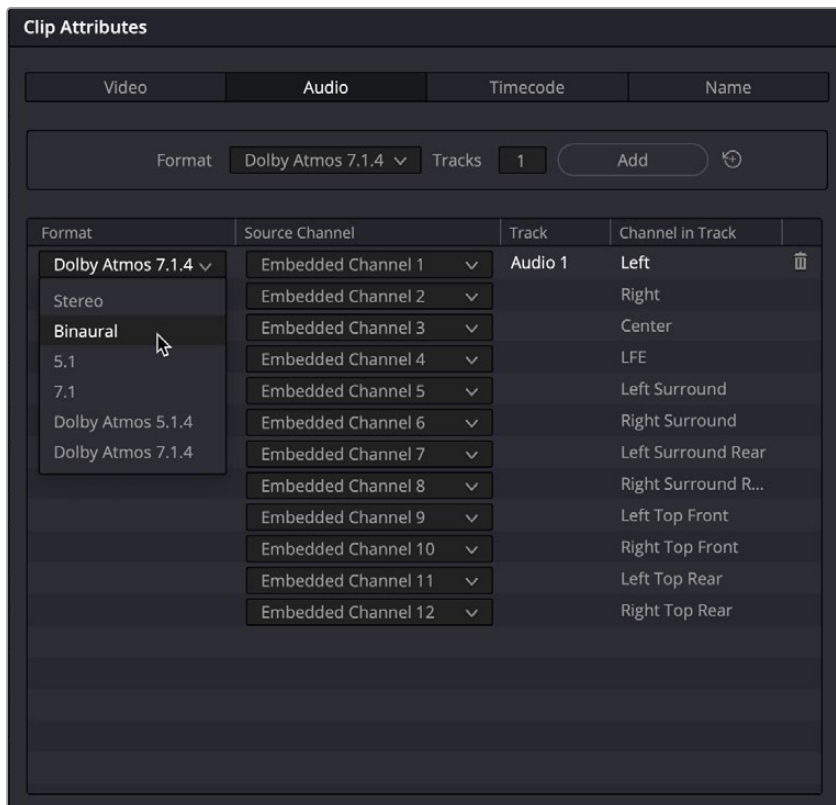 Clip Attributes
Video Audio Timecode Name
Format Dolby Atmos 7.1.4 Tracks 1 Add
Format Source Channel Track Channel in Track
Dolby Atmos 7.1.4 Embedded Channel 1 Audio 1 Left
Stereo Embedded Channel 2 Right
Binaural Embedded Channel 3 Center
5.1 Embedded Channel 4 LFE
7.1 Embedded Channel 5 Left Surround
Dolby Atmos 5.1.4 Embedded Channel 6 Right Surround
Dolby Atmos 7.1.4 Embedded Channel 7 Left Surround Rear
Embedded Channel 8 Right Surround R...
Embedded Channel 9 Left Top Front
Embedded Channel 10 Right Top Front
Embedded Channel 11 Left Top Rear
Embedded Channel 12 Right Top Rear